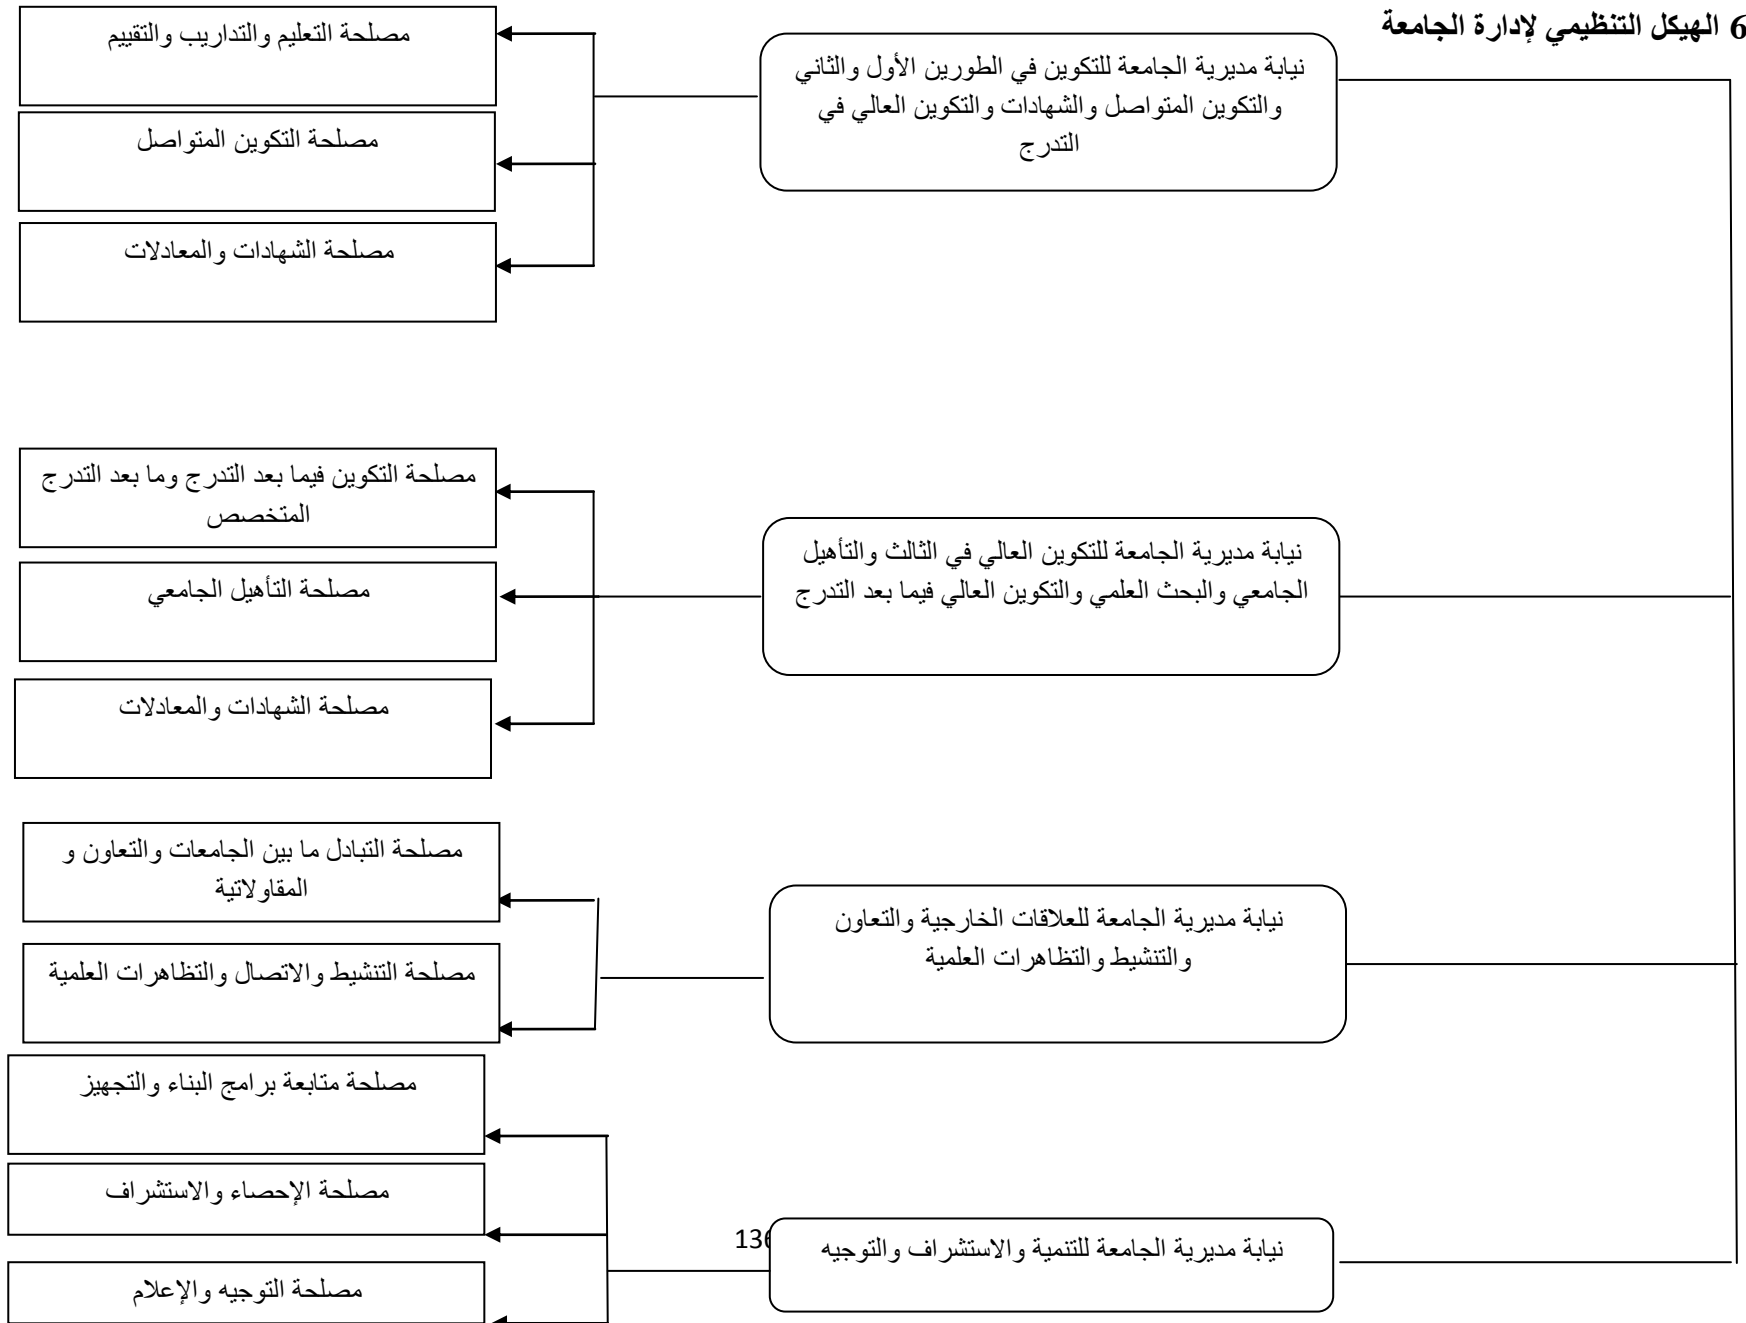 6 الهيكل التنظيمي لإدارة الجامعة
نيابة مديرية الجامعة للتكوين في الطورين الأول والثاني
والتكوين المتواصل والشهادات والتكوين العالي في
التدرج
مصلحة التعليم والتداريب والتقييم
مصلحة التكوين المتواصل
مصلحة الشهادات والمعادلات
نيابة مديرية الجامعة للتكوين العالي في الثالث والتأهيل
الجامعي والبحث العلمي والتكوين العالي فيما بعد التدرج
مصلحة التكوين فيما بعد التدرج وما بعد التدرج
المتخصص
مصلحة التأهيل الجامعي
مصلحة الشهادات والمعادلات
نيابة مديرية الجامعة للعلاقات الخارجية والتعاون
والتنشيط والتظاهرات العلمية
مصلحة التبادل ما بين الجامعات والتعاون و
المقاولاتية
مصلحة التنشيط والاتصال والتظاهرات العلمية
نيابة مديرية الجامعة للتنمية والاستشراف والتوجيه
مصلحة متابعة برامج البناء والتجهيز
مصلحة الإحصاء والاستشراف
مصلحة التوجيه والإعلام
136